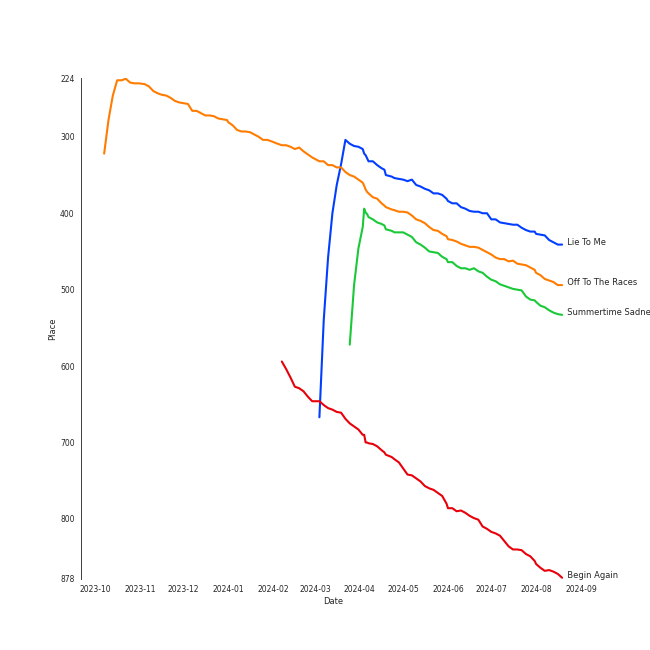 224
300
400
500
600
700
800
878
Place
2023-10 2023-11 2023-12 2024-01 2024-02 2024-03 2024-04 2024-05 2024-06 2024-07 2024-08 2024-09
Date
Lie To Me
Off To The Races
Summertime Sadne
Begin Again